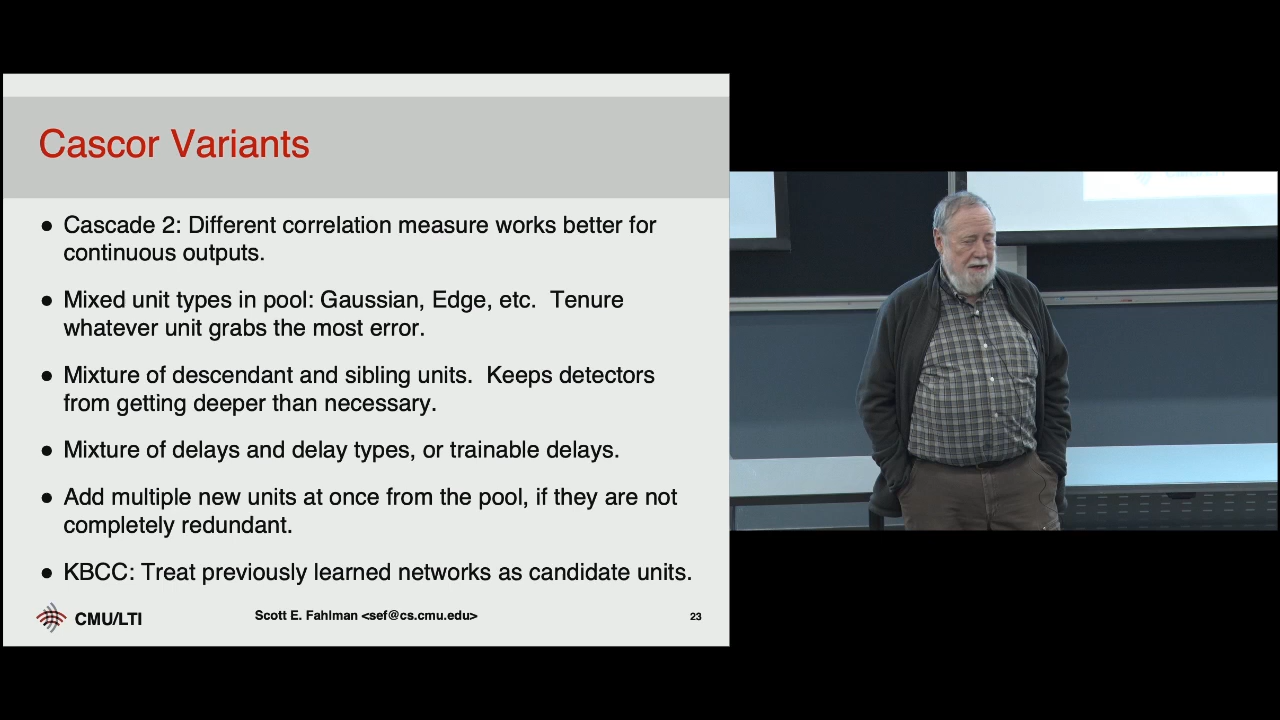 Cascor Variants
● Cascade 2: Different correlation measure works better for
continuous outputs.
● Mixed unit types in pool: Gaussian, Edge, etc.  Tenure
whatever unit grabs the most error.
● Mixture of descendant and sibling units.  Keeps detectors
from getting deeper than necessary.
● Mixture of delays and delay types, or trainable delays.
● Add multiple new units at once from the pool, if they are not
completely redundant.
● KBCC: Treat previously learned networks as candidate units.
CMU/LTI
Scott E. Fahlman <sef@cs.cmu.edu>
23